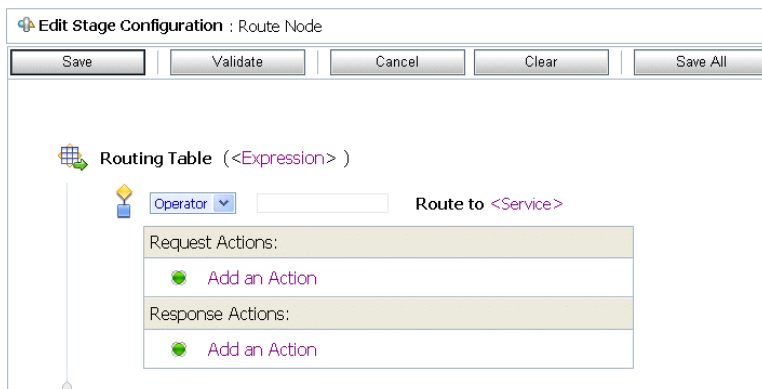 Edit Stage Configuration : Route Node
Save Validate Cancel Clear Save All
Routing Table (<Expression> )
Operator Route to <Service>
Request Actions:
Add an Action
Response Actions:
Add an Action